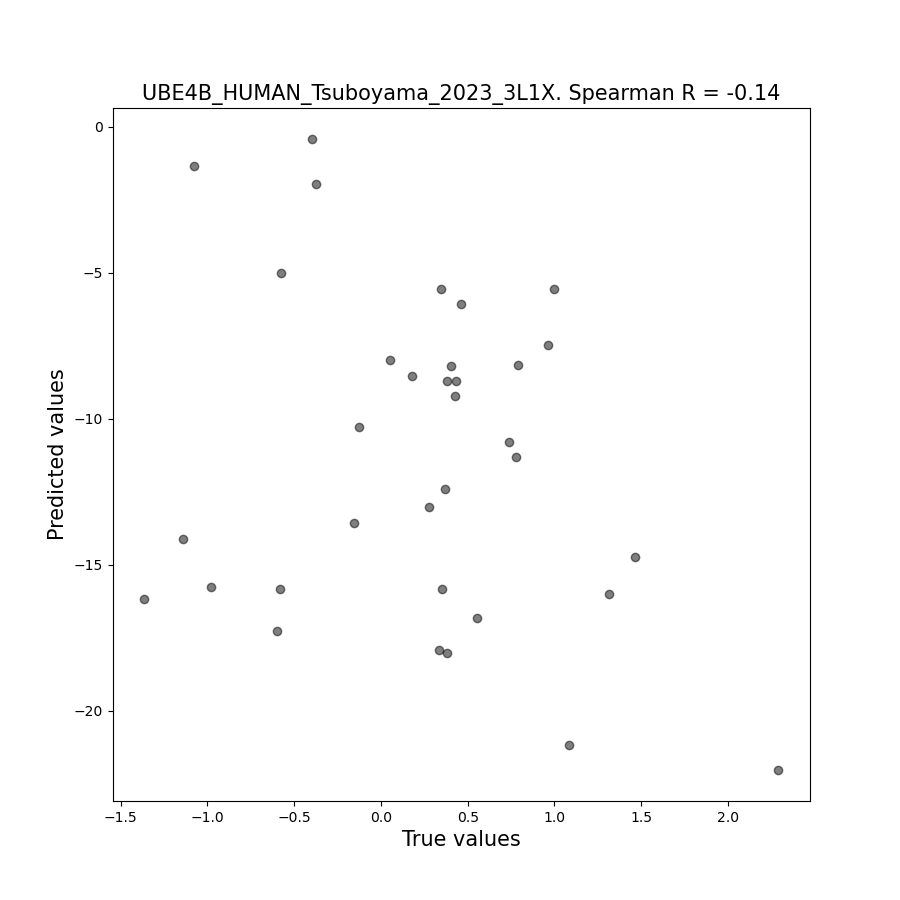 UBE4B_HUMAN_Tsuboyama_2023_3L1X. Spearman R = -0.14
0
−5
−10
−15
−20
Predicted values
−1.5 −1.0 −0.5 0.0 0.5 1.0 1.5 2.0
True values